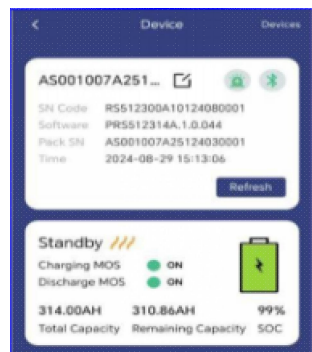 Device Devices
AS001007A251...
SN Code RS512300A10124080001
Software PRS512314A.1.0.044
Pack SN AS001007A25124030001
Time 2024-08-29 15:13:06
Refresh
Standby
Charging MOS ON
Discharge MOS ON
314.00AH 310.86AH 99%
Total Capacity Remaining Capacity SOC